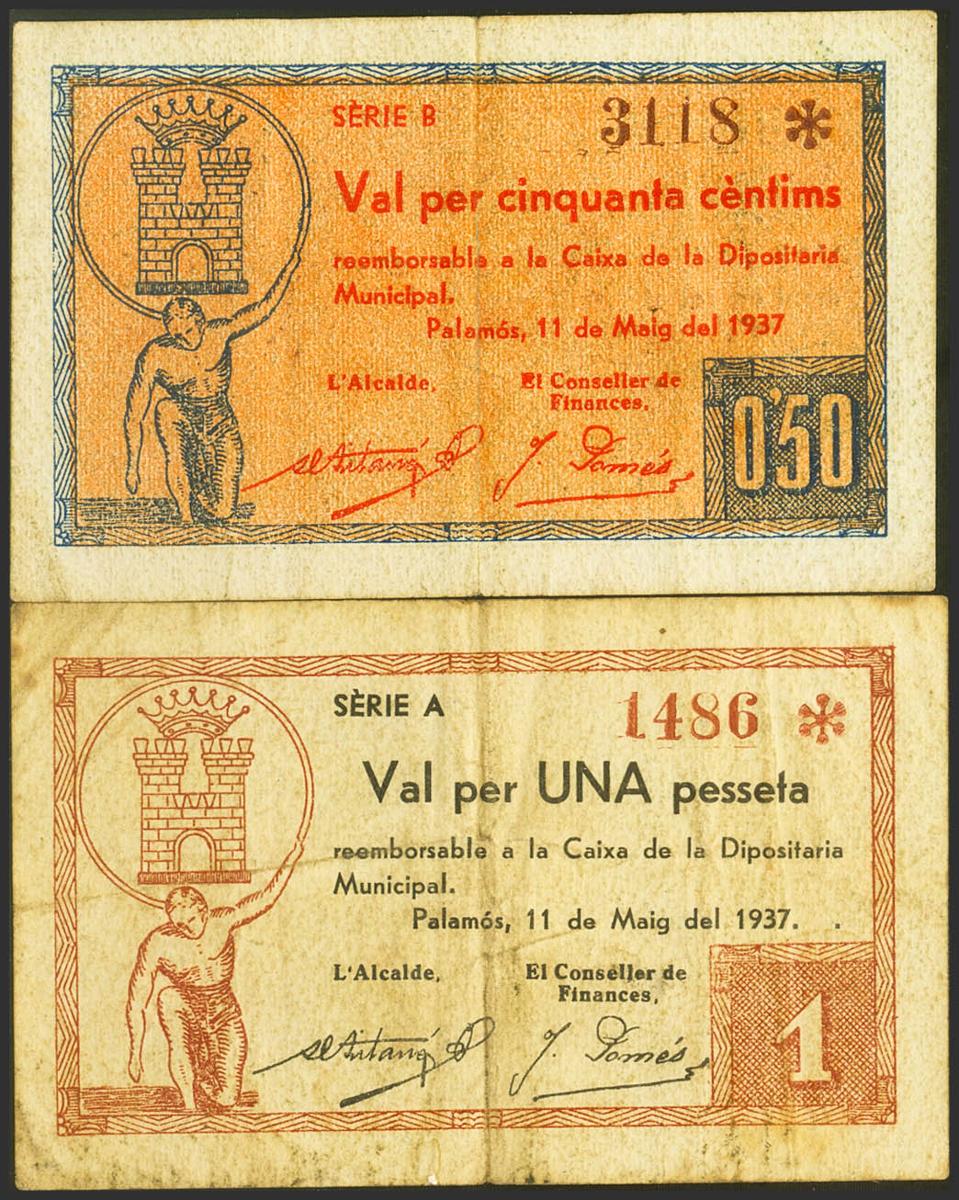 SÈRIE B 3118 *
Val per cinquanta cèntims
reemborsable a la Caixa de la Dipositaria
Municipal.
Palamós, 11 de Maig del 1937
L'Alcalde, El Conseller de
Finances,
J. Pomés
0'50
SÈRIE A 1486 *
Val per UNA pesseta
reemborsable a la Caixa de la Dipositaria
Municipal.
Palamós, 11 de Maig del 1937.
L'Alcalde, El Conseller de
Finances,
J. Pomés
1